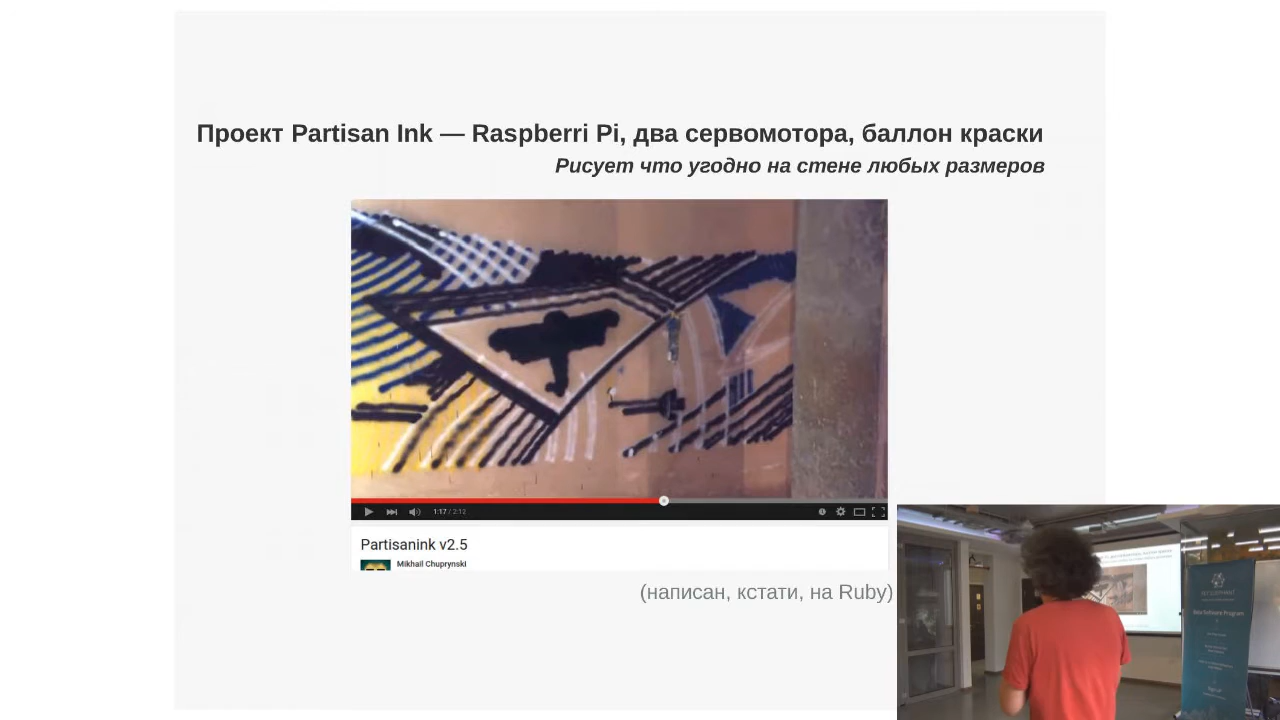 Проект Partisan Ink — Raspberri Pi, два сервомотора, баллон краски
Рисует что угодно на стене любых размеров
1:17 / 2:12
Partisanink v2.5
Mikhail Chuprynski
(написан, кстати, на Ruby)